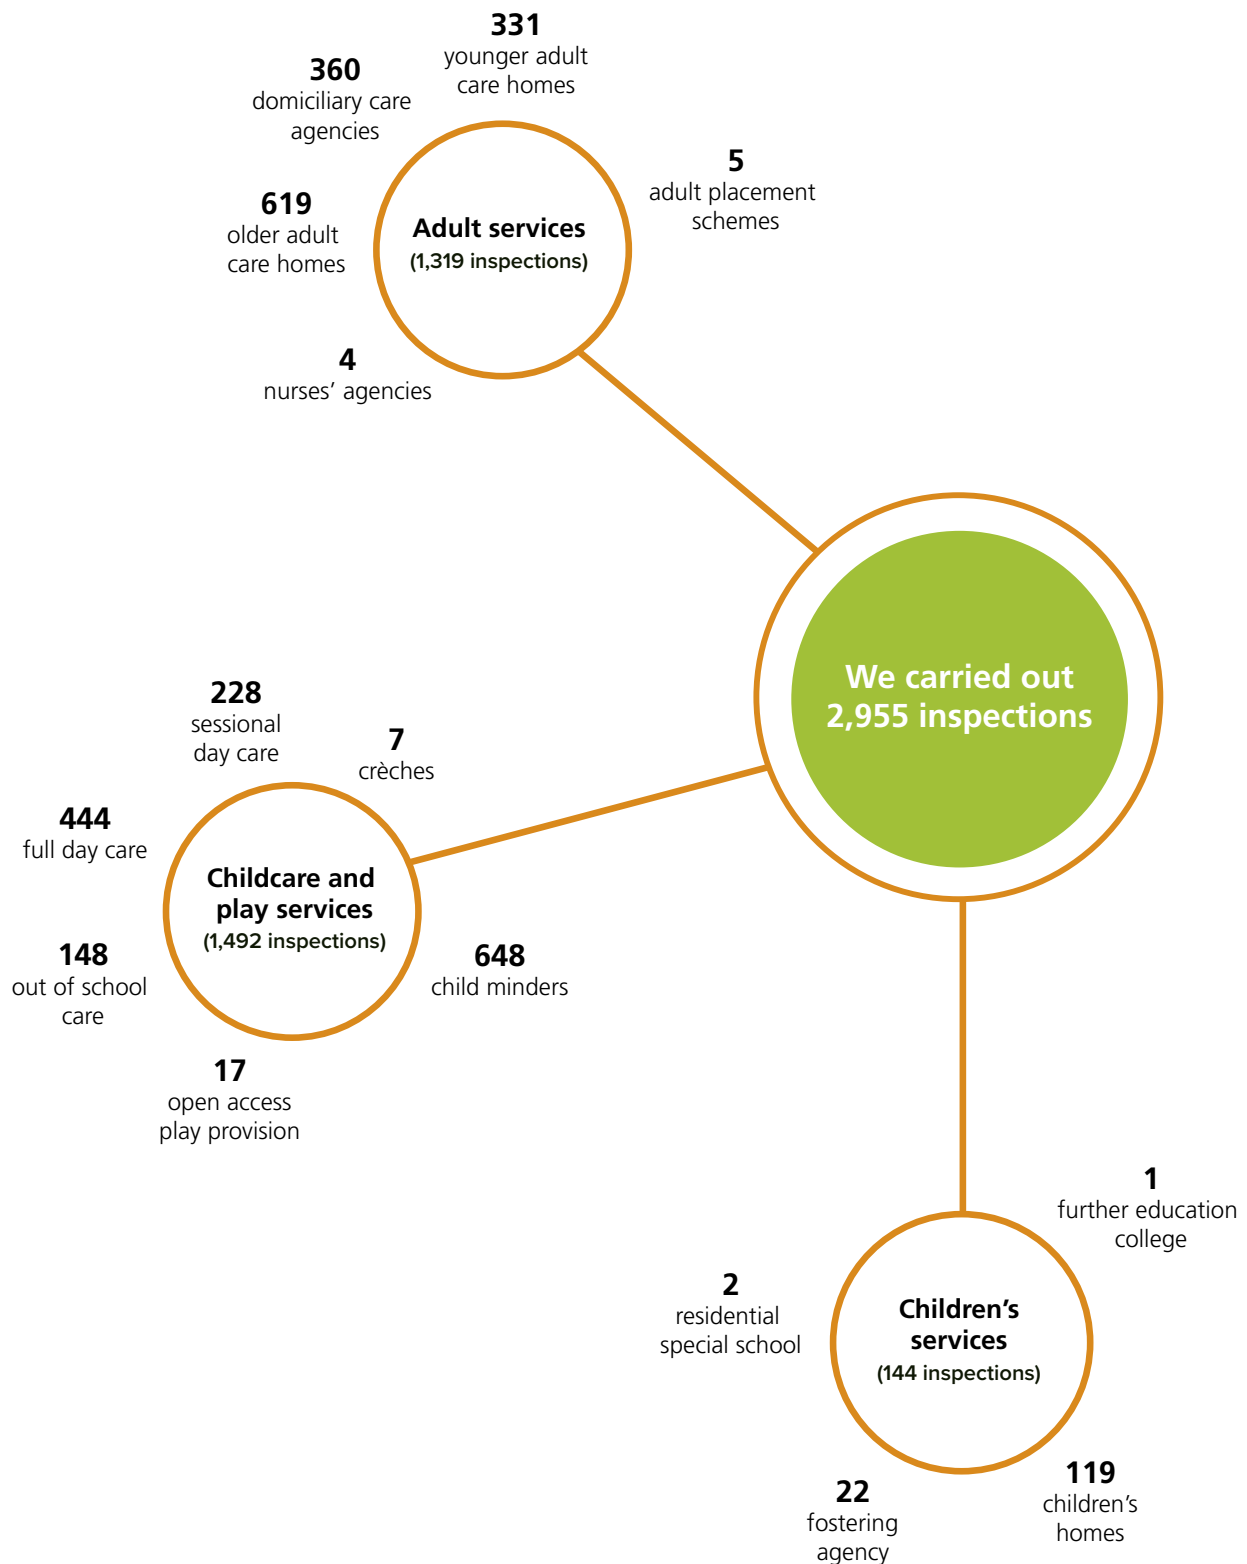 331
younger adult
care homes
360
domiciliary care
agencies
5
adult placement
schemes
619
older adult
care homes
Adult services
(1,319 inspections)
4
nurses’ agencies
We carried out
2,955 inspections
228
sessional
day care
7
crèches
444
full day care
Childcare and
play services
(1,492 inspections)
148
out of school
care
648
child minders
17
open access
play provision
1
further education
college
2
residential
special school
Children’s
services
(144 inspections)
22
fostering
agency
119
children’s
homes